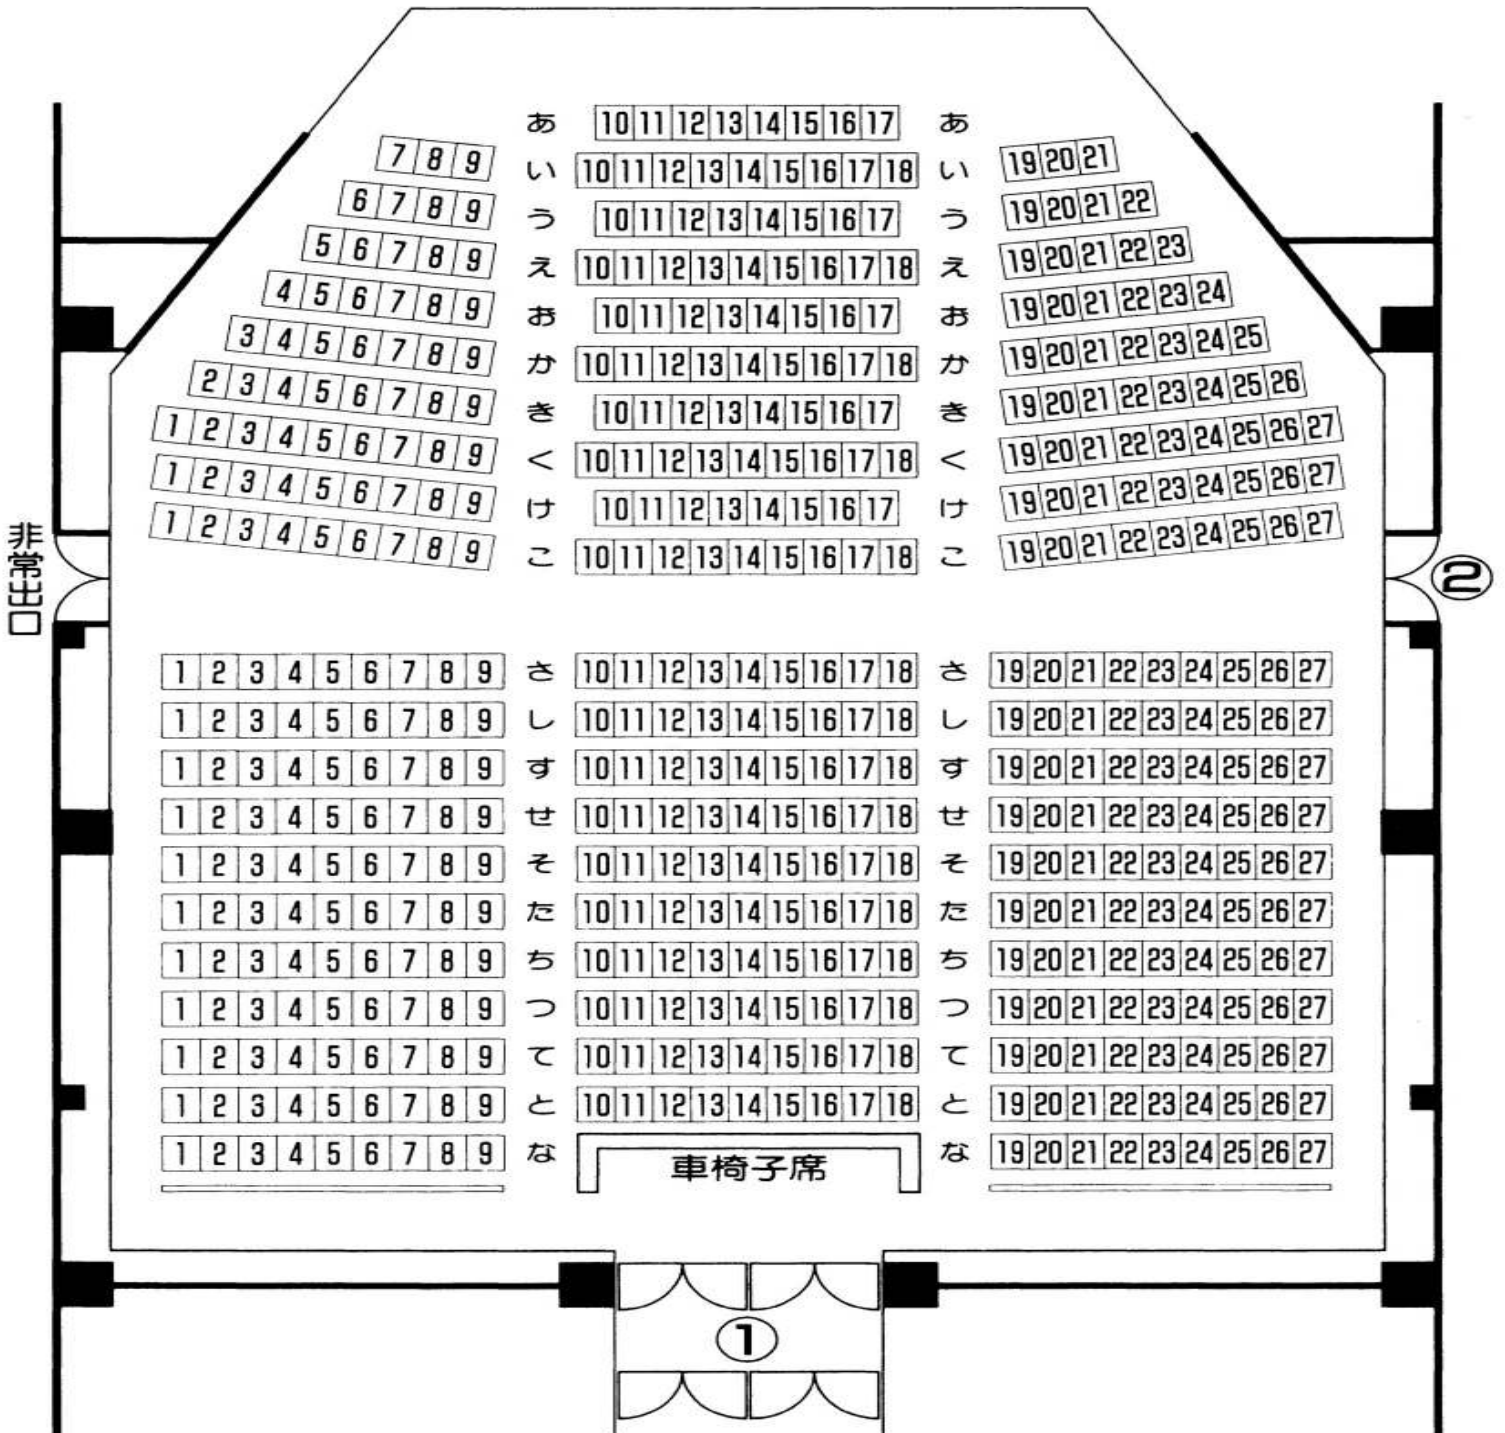 あ 10 11 12 13 14 15 16 17 あ
7 8 9 い 10 11 12 13 14 15 16 17 18 い 19 20 21
6 7 8 9 う 10 11 12 13 14 15 16 17 う 19 20 21 22
5 6 7 8 9 え 10 11 12 13 14 15 16 17 18 え 19 20 21 22 23
4 5 6 7 8 9 お 10 11 12 13 14 15 16 17 お 19 20 21 22 23 24
3 4 5 6 7 8 9 か 10 11 12 13 14 15 16 17 18 か 19 20 21 22 23 24 25
2 3 4 5 6 7 8 9 き 10 11 12 13 14 15 16 17 き 19 20 21 22 23 24 25 26
1 2 3 4 5 6 7 8 9 く 10 11 12 13 14 15 16 17 18 く 19 20 21 22 23 24 25 26 27
1 2 3 4 5 6 7 8 9 け 10 11 12 13 14 15 16 17 け 19 20 21 22 23 24 25 26 27
1 2 3 4 5 6 7 8 9 こ 10 11 12 13 14 15 16 17 18 こ 19 20 21 22 23 24 25 26 27
非常出口
②
1 2 3 4 5 6 7 8 9 さ 10 11 12 13 14 15 16 17 18 さ 19 20 21 22 23 24 25 26 27
1 2 3 4 5 6 7 8 9 し 10 11 12 13 14 15 16 17 18 し 19 20 21 22 23 24 25 26 27
1 2 3 4 5 6 7 8 9 す 10 11 12 13 14 15 16 17 18 す 19 20 21 22 23 24 25 26 27
1 2 3 4 5 6 7 8 9 せ 10 11 12 13 14 15 16 17 18 せ 19 20 21 22 23 24 25 26 27
1 2 3 4 5 6 7 8 9 そ 10 11 12 13 14 15 16 17 18 そ 19 20 21 22 23 24 25 26 27
1 2 3 4 5 6 7 8 9 た 10 11 12 13 14 15 16 17 18 た 19 20 21 22 23 24 25 26 27
1 2 3 4 5 6 7 8 9 ち 10 11 12 13 14 15 16 17 18 ち 19 20 21 22 23 24 25 26 27
1 2 3 4 5 6 7 8 9 つ 10 11 12 13 14 15 16 17 18 つ 19 20 21 22 23 24 25 26 27
1 2 3 4 5 6 7 8 9 て 10 11 12 13 14 15 16 17 18 て 19 20 21 22 23 24 25 26 27
1 2 3 4 5 6 7 8 9 と 10 11 12 13 14 15 16 17 18 と 19 20 21 22 23 24 25 26 27
1 2 3 4 5 6 7 8 9 な 車椅子席 な 19 20 21 22 23 24 25 26 27
①